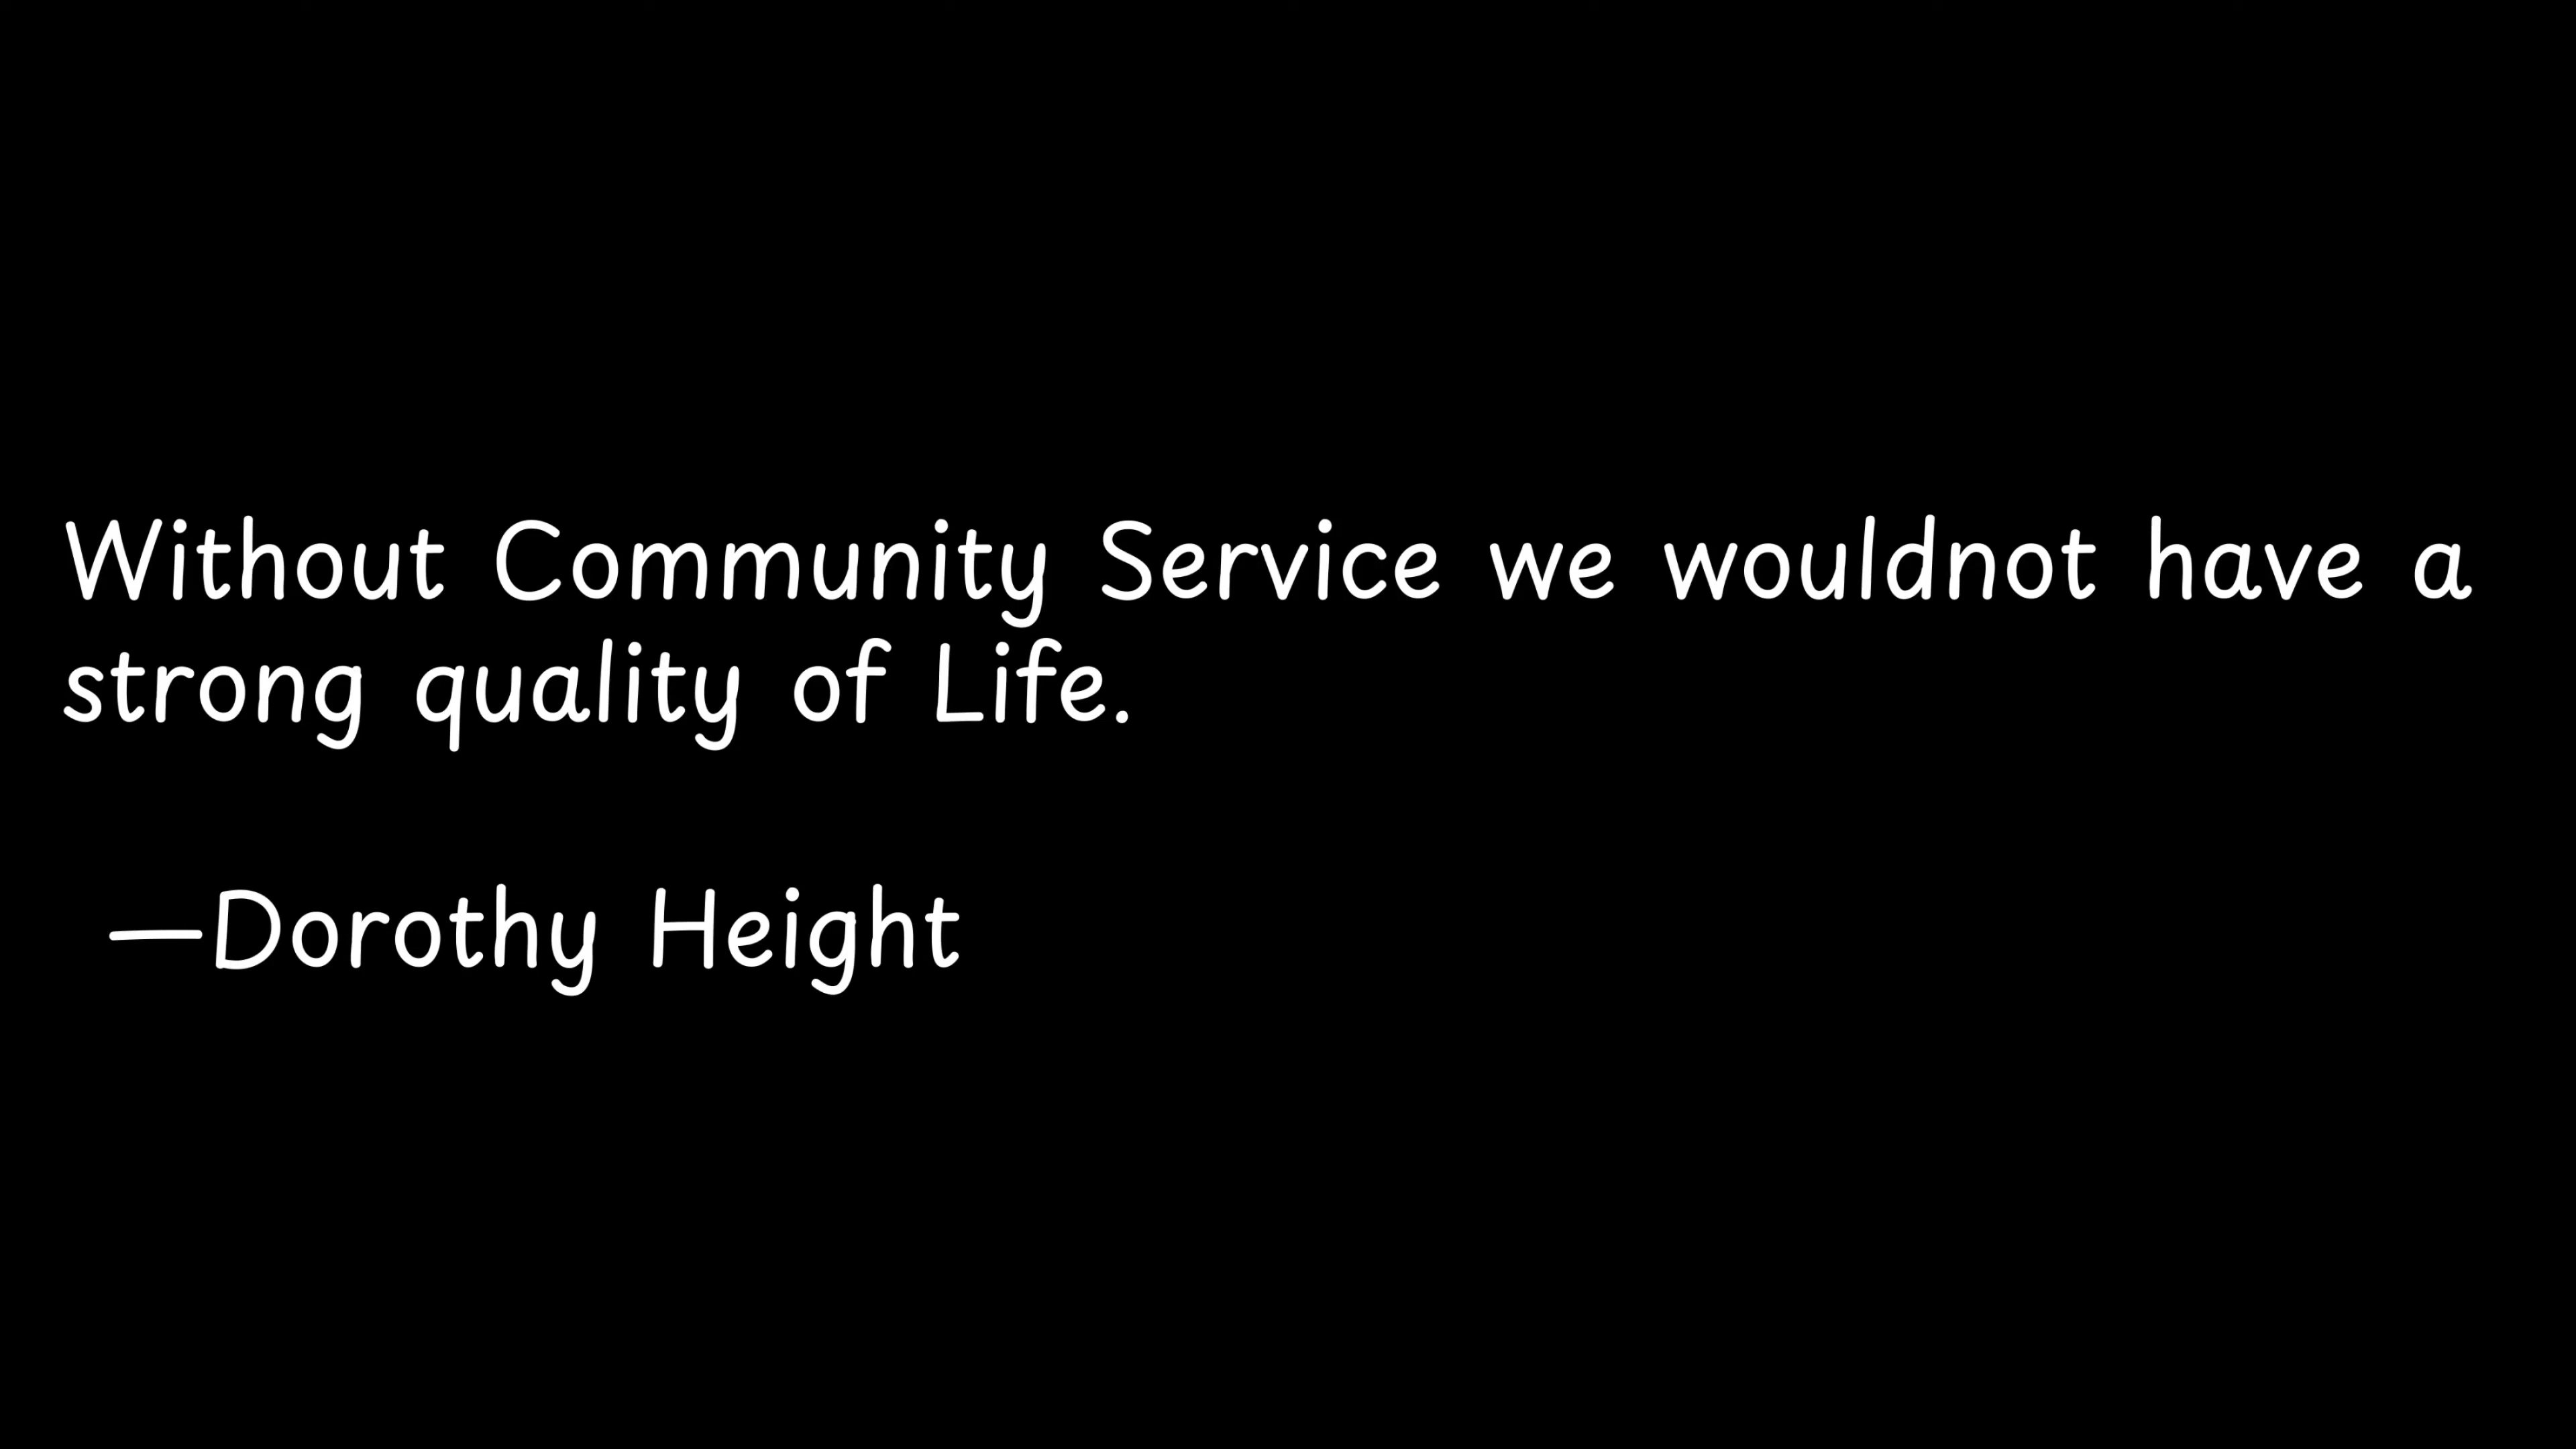 Without Community Service we wouldnot have a
strong quality of Life.
—Dorothy Height